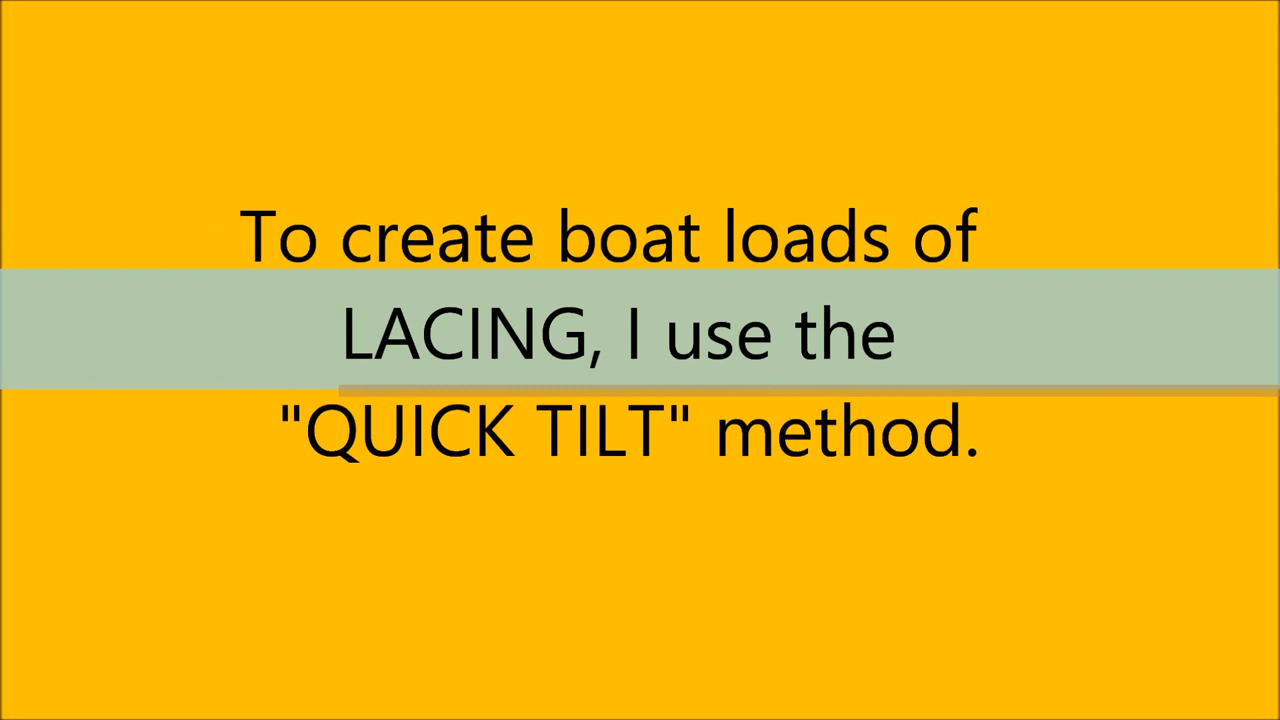 To create boat loads of
LACING, I use the
"QUICK TILT" method.